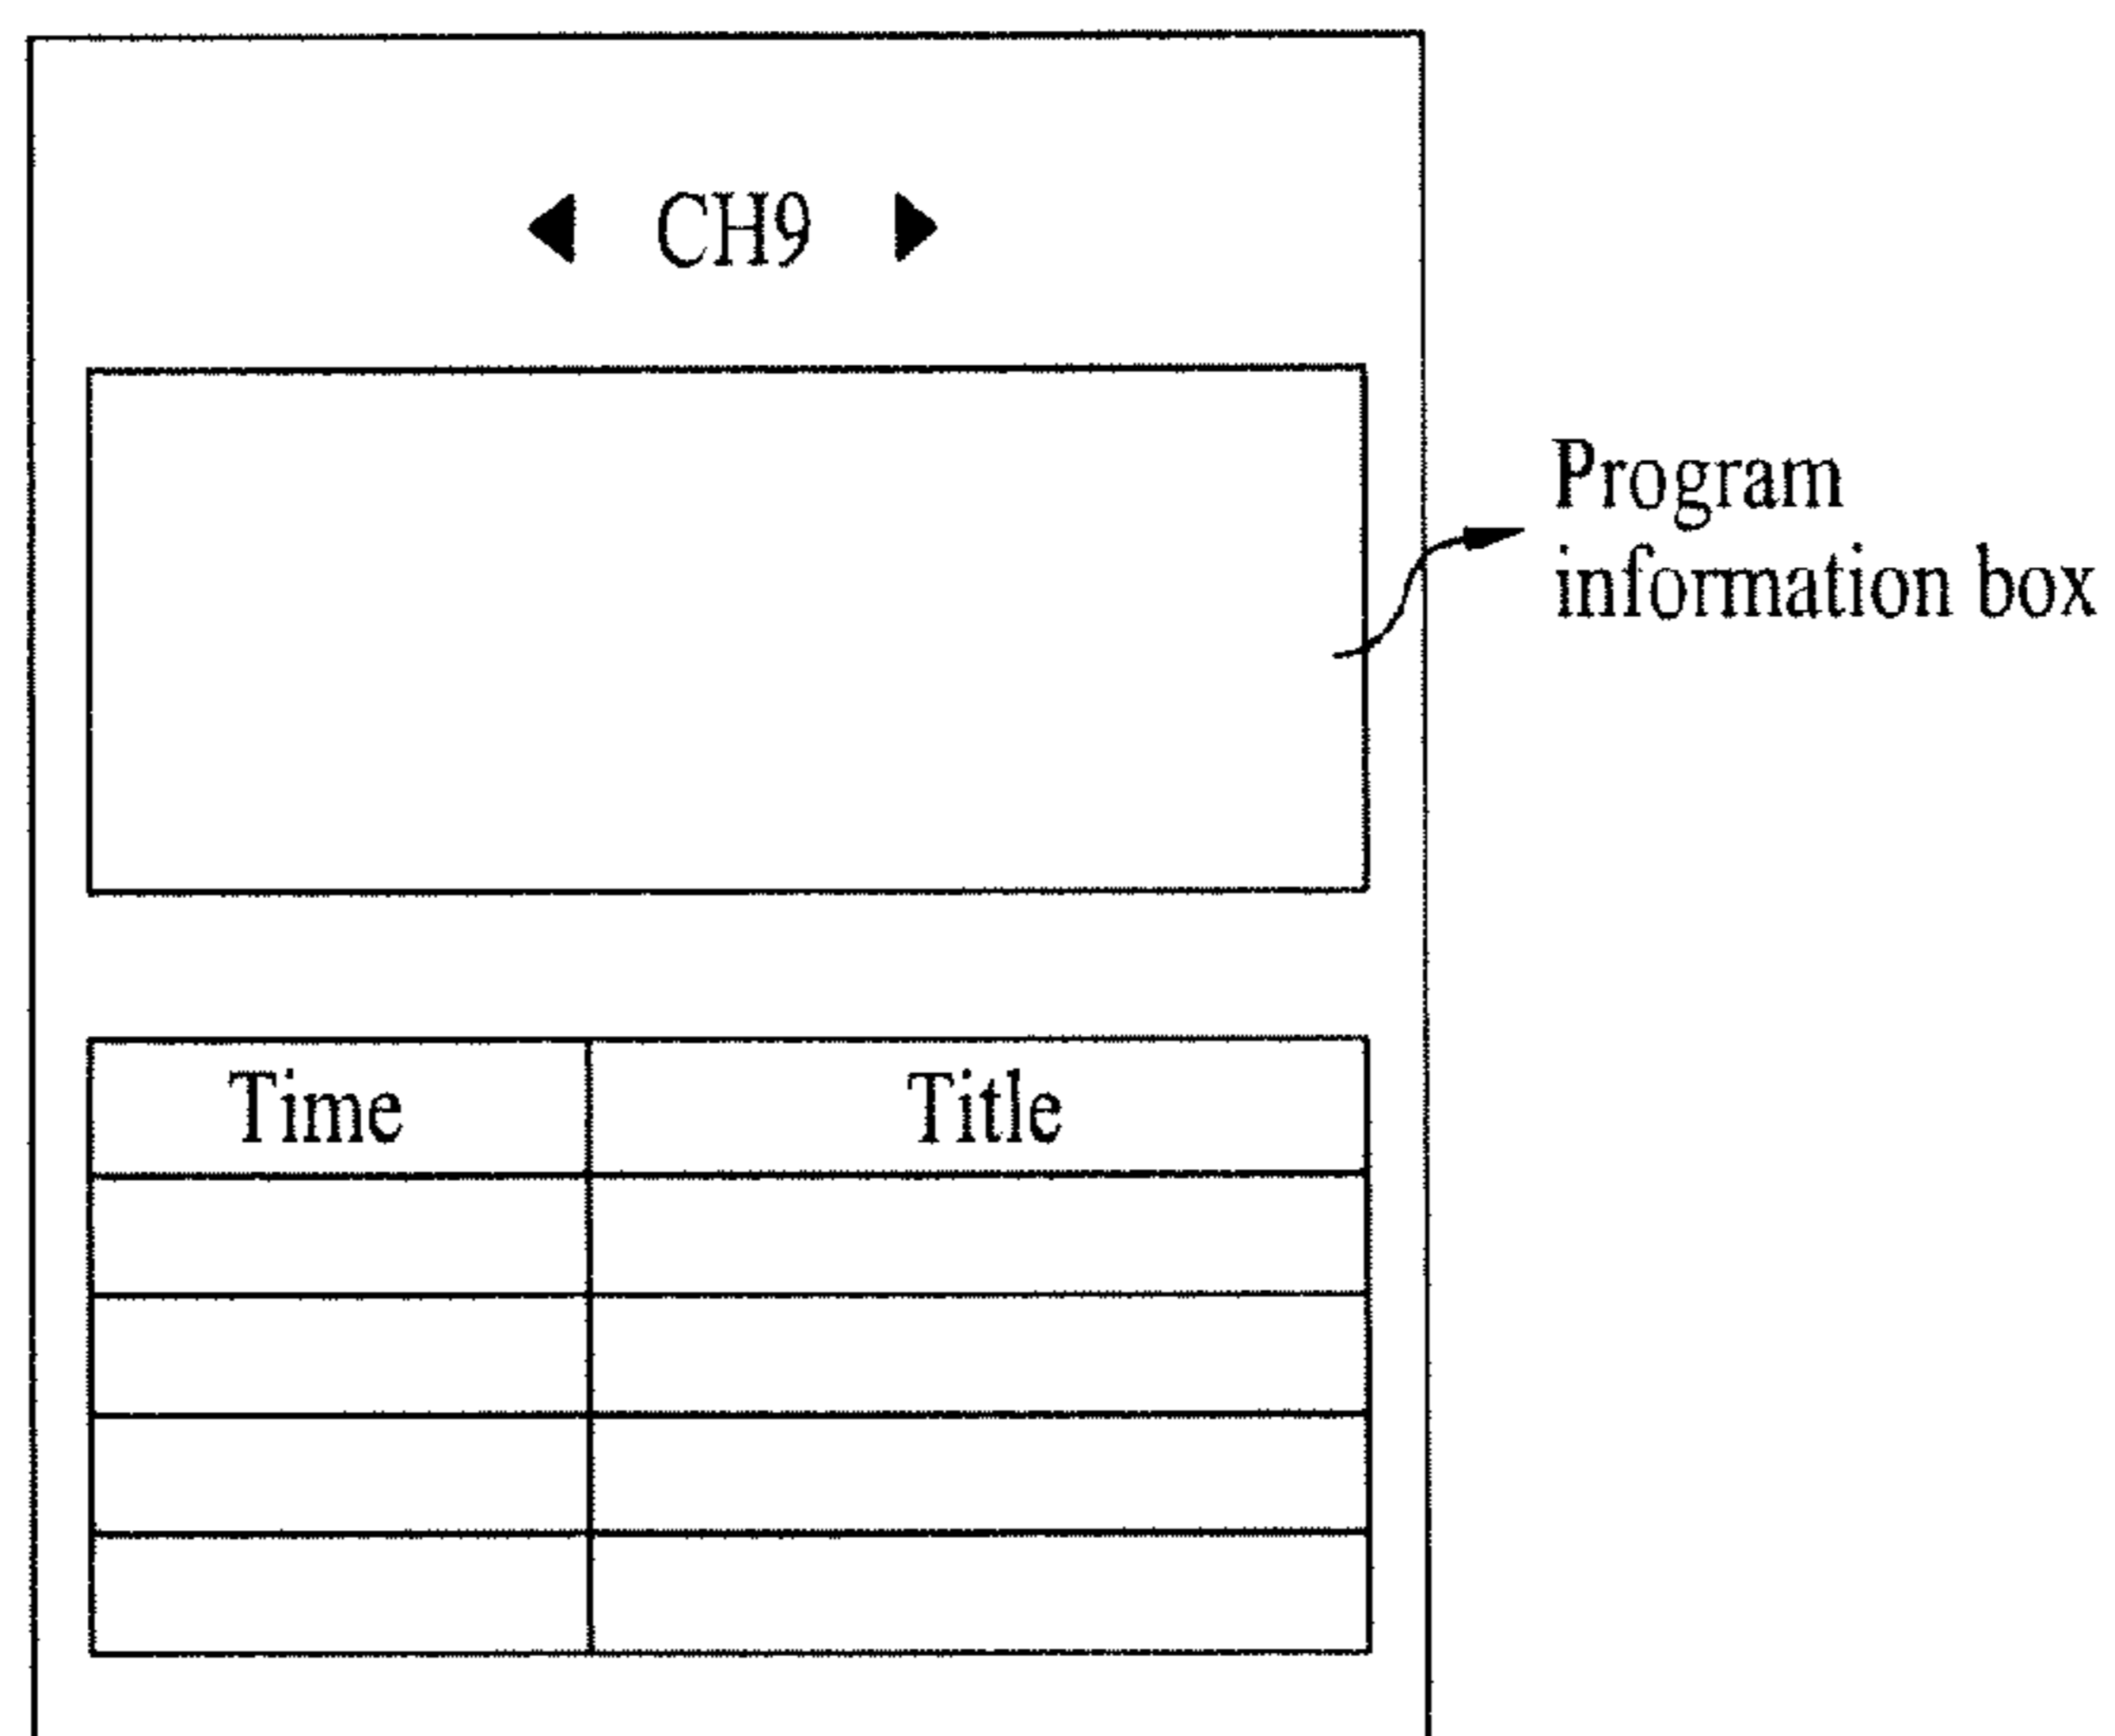 ◀ CH9 ▶
Program
information box
Time Title